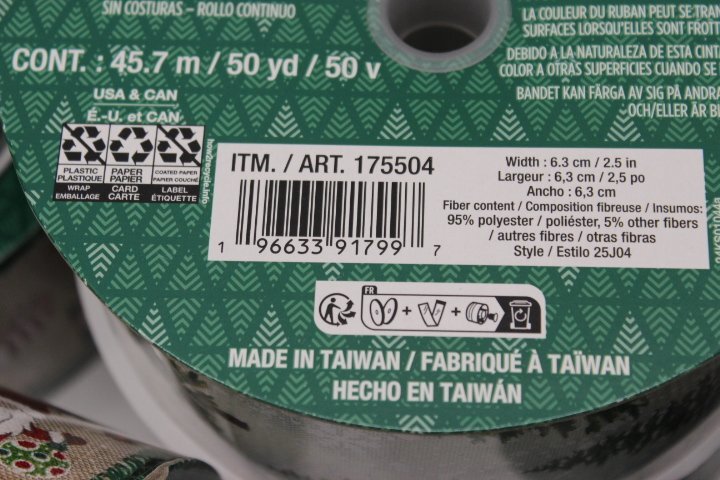 SIN COSTURAS – ROLLO CONTINUO
CONT. : 45.7 m / 50 yd / 50 v
USA & CAN
É.-U. et CAN
PLASTIC
PLASTIQUE
WRAP
EMBALLAGE
PAPER
PAPIER
CARD
CARTE
COATED PAPER
PAPIER COUCHÉ
LABEL
ÉTIQUETTE
how2recycle.info
LA COULEUR DU RUBAN PEUT SE
SURFACES LORSQU'ELLES SONT
DEBIDO A LA NATURALEZA DE ESTA
COLOR A OTRAS SUPERFICIES CUANDO SE
BANDET KAN FÄRGA AV SIG PÅ
OCH/ELLER ÄR
ITM. / ART. 175504
1 96633 91799 7
Width : 6.3 cm / 2.5 in
Largeur : 6,3 cm / 2,5 po
Ancho : 6,3 cm
Fiber content / Composition fibreuse / Insumos:
95% polyester / poliéster, 5% other fibers
/ autres fibres / otras fibras
Style / Estilo 25J04
FR
MADE IN TAIWAN / FABRIQUÉ À TAÏWAN
HECHO EN TAIWÁN